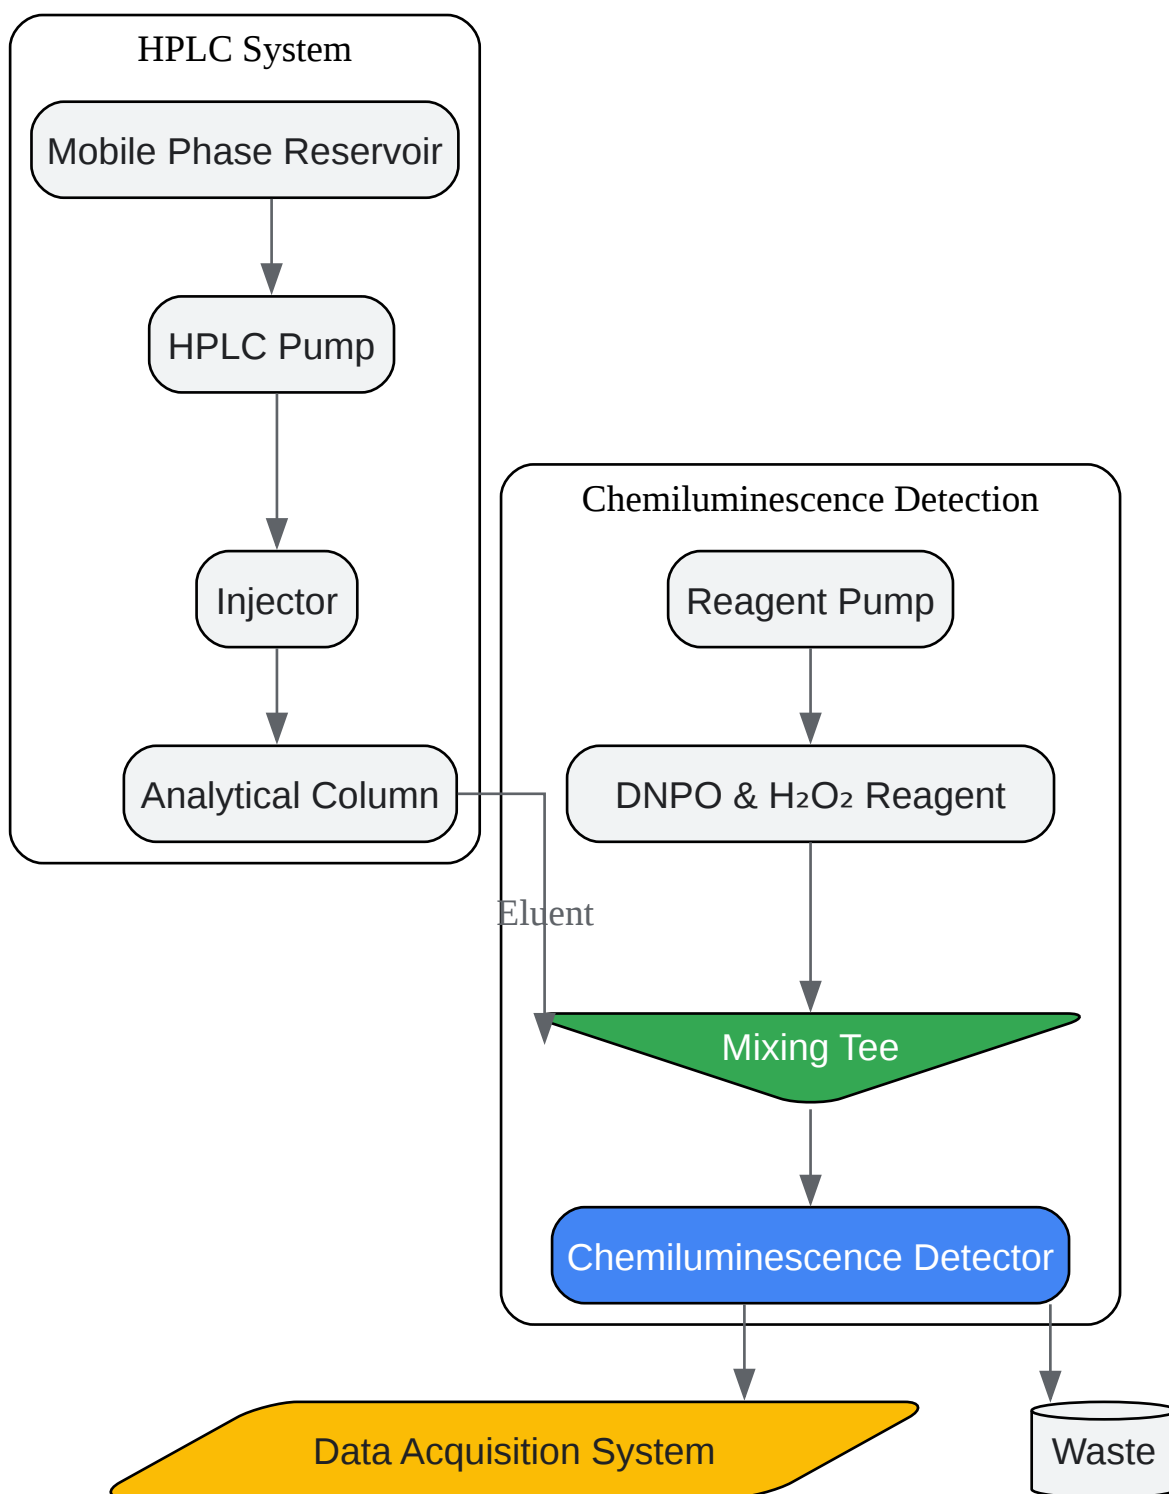 HPLC System
Mobile Phase Reservoir
HPLC Pump
Injector
Analytical Column
Eluent
Chemiluminescence Detection
Reagent Pump
DNPO & H₂O₂ Reagent
Mixing Tee
Chemiluminescence Detector
Data Acquisition System
Waste